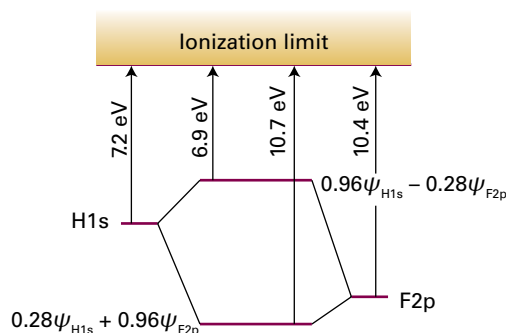 Ionization limit
7.2 eV
6.9 eV
10.7 eV
10.4 eV
0.96ψH1s – 0.28ψF2p
H1s
F2p
0.28ψH1s + 0.96ψF2p